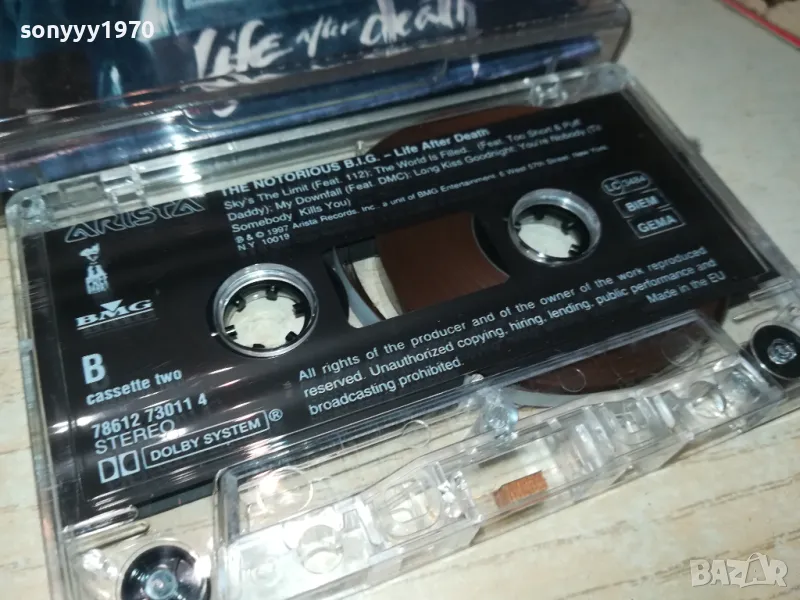 sonyyy1970
Life after death
THE NOTORIOUS B.I.G. – Life After Death
Sky's The Limit (Feat. 112); The World Is Filled.. (Feat. Too Short & Puff
Daddy); My Downfall (Feat. DMC); Long Kiss Goodnight; You're Nobody (Til
Somebody Kills You)
℗ & © 1997 Arista Records, Inc., a unit of BMG Entertainment, 6 West 57th Street, New York,
N.Y. 10019
ARISTA
BMG
LC 3484
BIEM
GEMA
B
cassette two
78612 73011 4
STEREO
DOLBY SYSTEM®
All rights of the producer and of the owner of the work reproduced
reserved. Unauthorized copying, hiring, lending, public performance and
broadcasting prohibited.
Made in the EU
BAZAR